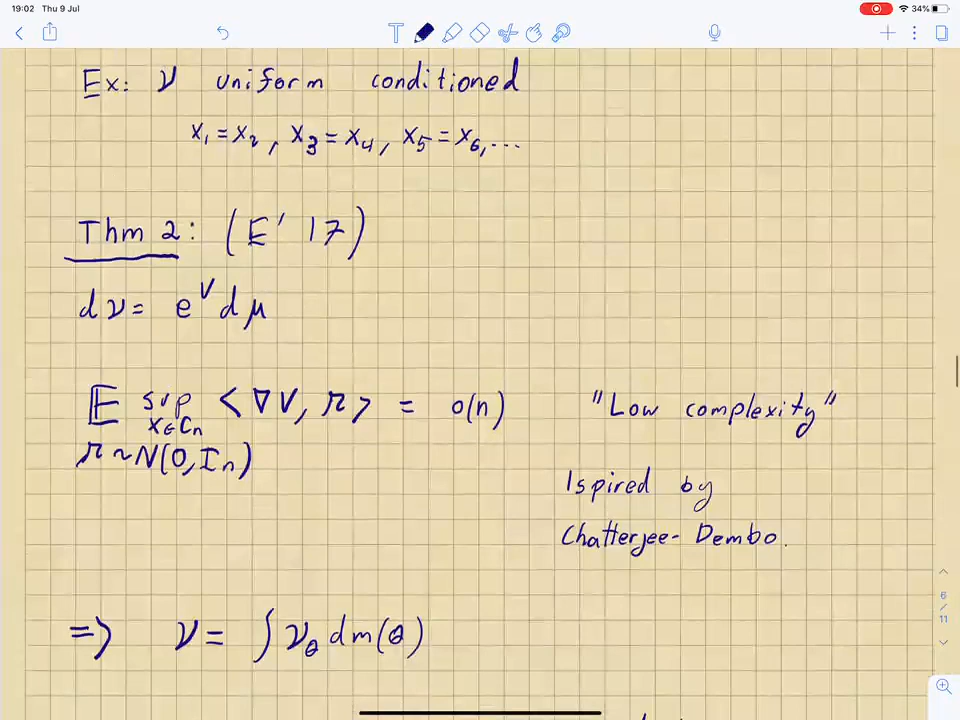 19:02 Thu 9 Jul
34%
Ex: ν uniform conditioned
x₁ = x₂, x₃ = x₄, x₅ = x₆, ...
Thm 2: (E' 17)
dν = e^V dμ
𝔼 sup < ∇V, Γ > = o(n) "Low complexity"
x∈Cₙ
Γ ~ N(0, Iₙ)
Ispired by
Chatterjee-Dembo.
=> ν = ∫ ν_θ dm(θ)
6
/
11